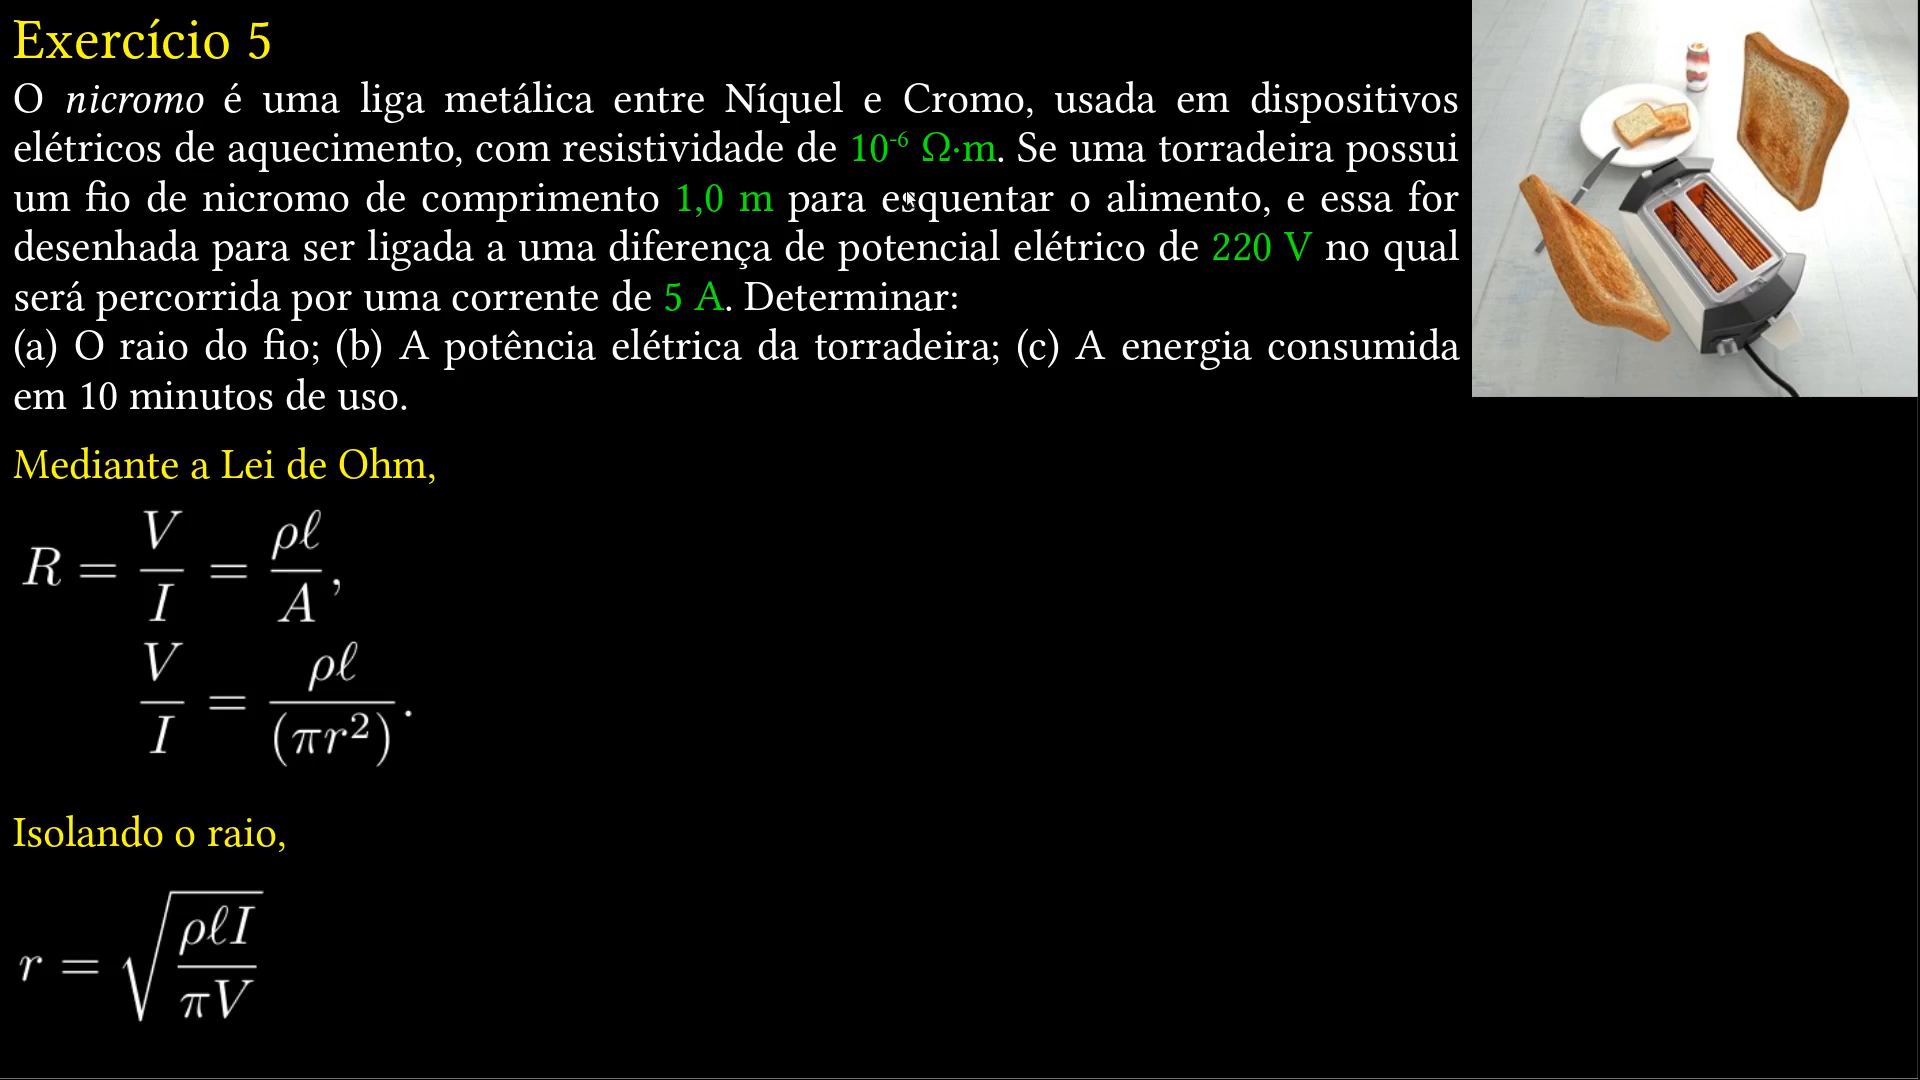 Exercício 5
O nicromo é uma liga metálica entre Níquel e Cromo, usada em dispositivos
elétricos de aquecimento, com resistividade de 10⁻⁶ Ω·m. Se uma torradeira possui
um fio de nicromo de comprimento 1,0 m para esquentar o alimento, e essa for
desenhada para ser ligada a uma diferença de potencial elétrico de 220 V no qual
será percorrida por uma corrente de 5 A. Determinar:
(a) O raio do fio; (b) A potência elétrica da torradeira; (c) A energia consumida
em 10 minutos de uso.
Mediante a Lei de Ohm,
R = V/I = ρℓ/A,
V/I = ρℓ/(πr²).
Isolando o raio,
r = √(ρℓI/πV)